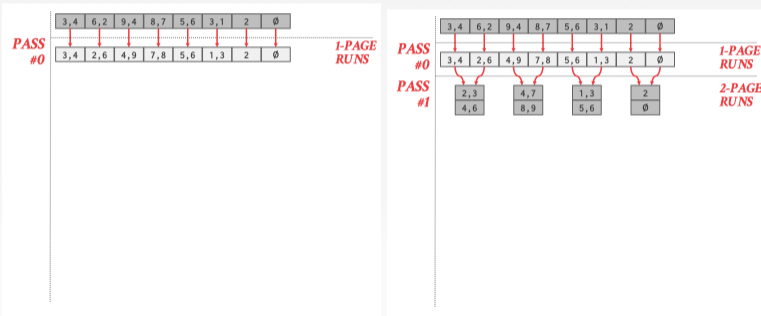 3,4 6,2 9,4 8,7 5,6 3,1 2 Ø
PASS #0
3,4 2,6 4,9 7,8 5,6 1,3 2 Ø
1-PAGE RUNS
3,4 6,2 9,4 8,7 5,6 3,1 2 Ø
PASS #0
3,4 2,6 4,9 7,8 5,6 1,3 2 Ø
1-PAGE RUNS
PASS #1
2,3 4,7 1,3 2
4,6 8,9 5,6 Ø
2-PAGE RUNS